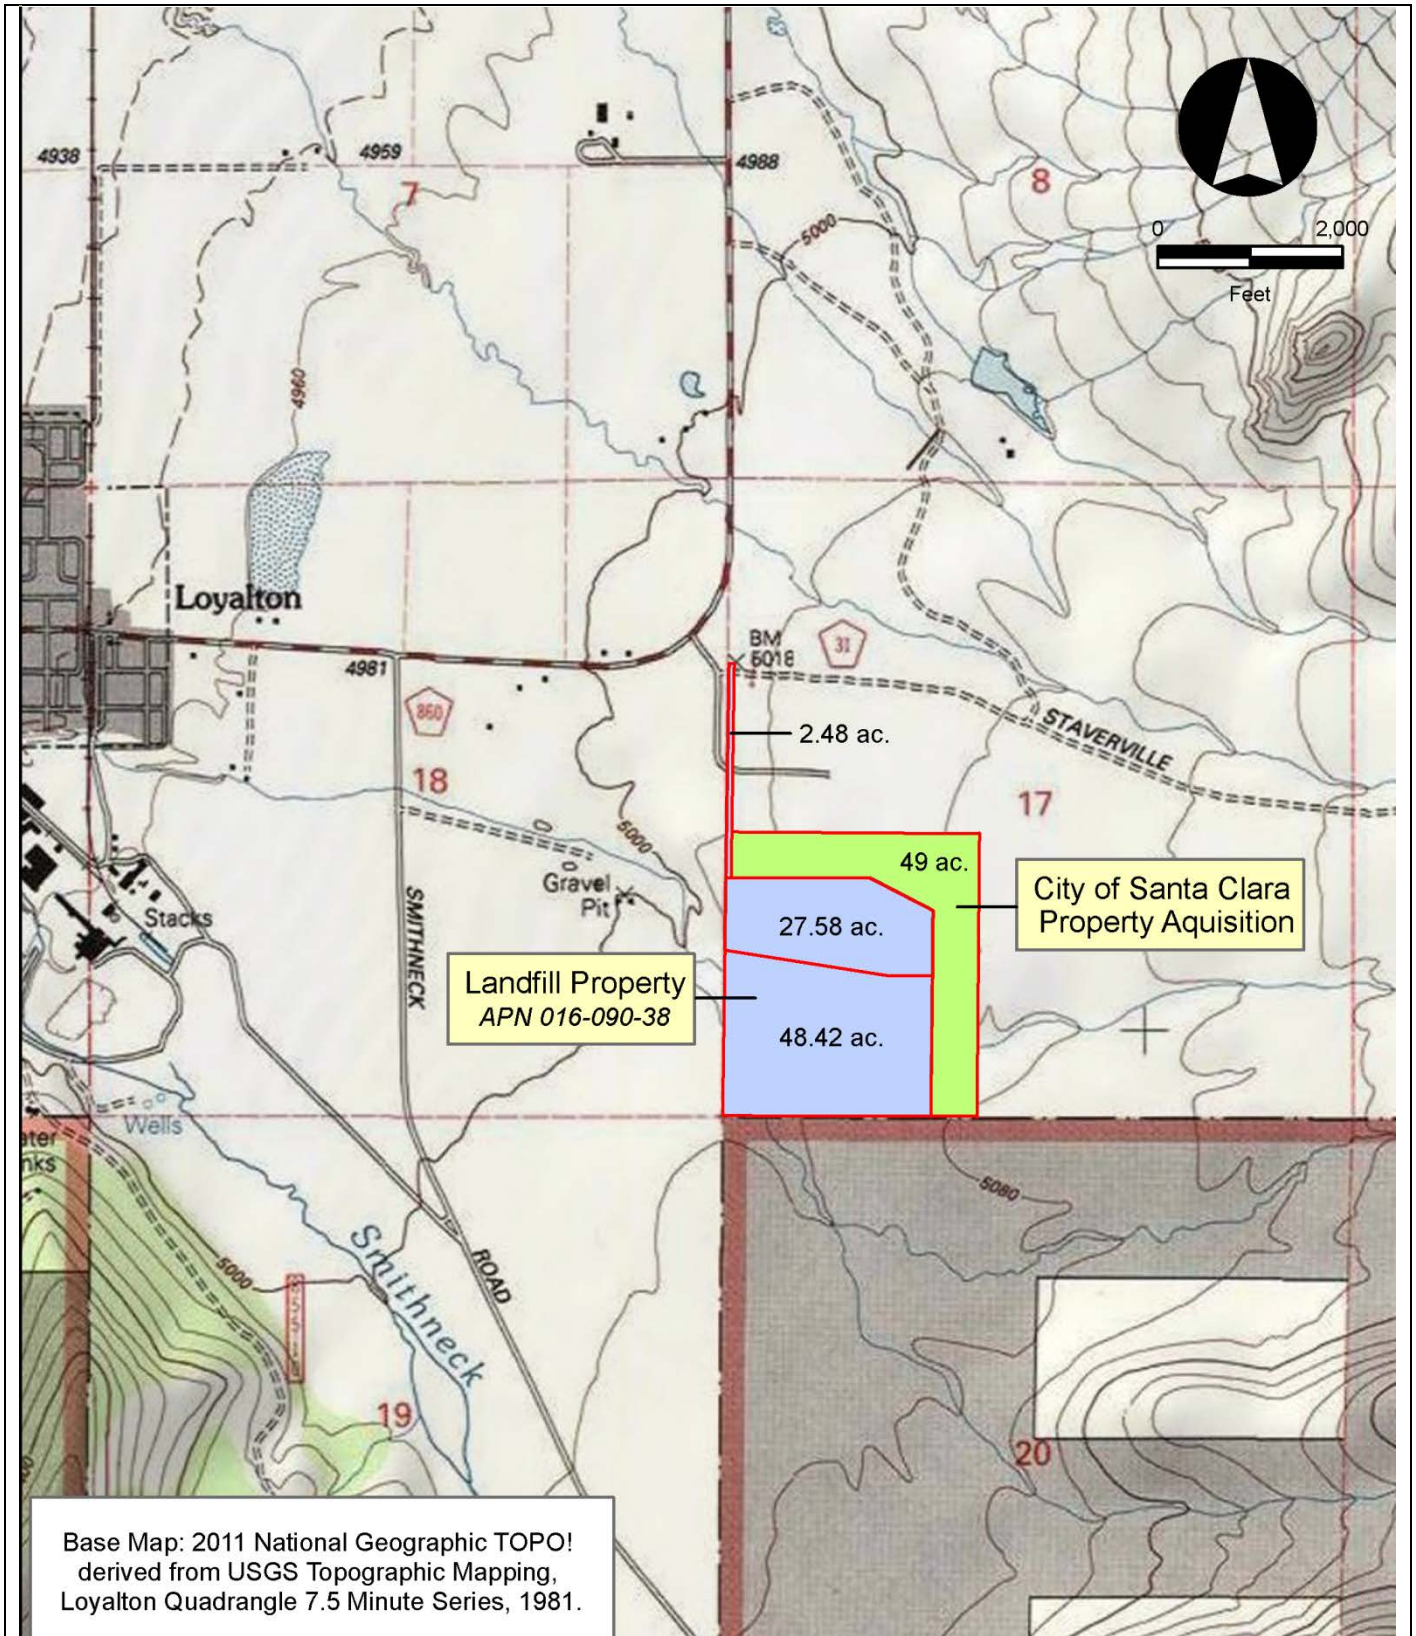 4938
4959
4988
7
8
0 2,000
Feet
5000
4960
Loyalton
4981
BM
5018
31
860
2.48 ac.
STAVERVILLE
18
17
5000
49 ac.
City of Santa Clara
Property Aquisition
Gravel
Pit
SMITHNECK
27.58 ac.
Stacks
Landfill Property
APN 016-090-38
48.42 ac.
Wells
5080
5000
Smithneck
ROAD
19
20
Base Map: 2011 National Geographic TOPO!
derived from USGS Topographic Mapping,
Loyalton Quadrangle 7.5 Minute Series, 1981.